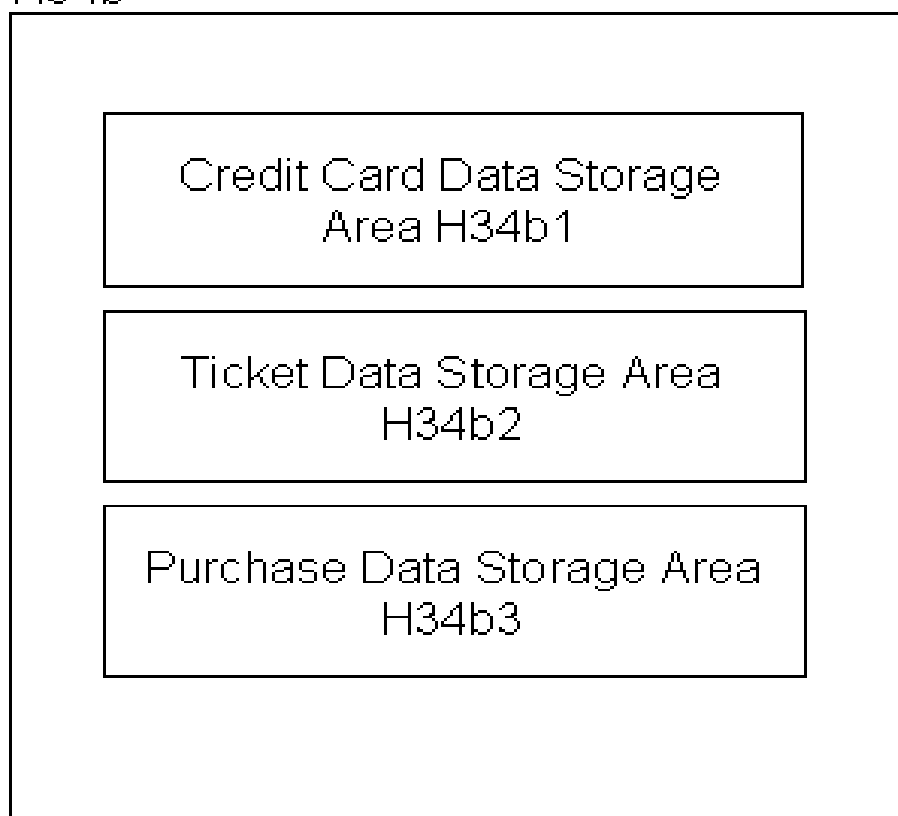 Credit Card Data Storage
Area H34b1
Ticket Data Storage Area
H34b2
Purchase Data Storage Area
H34b3